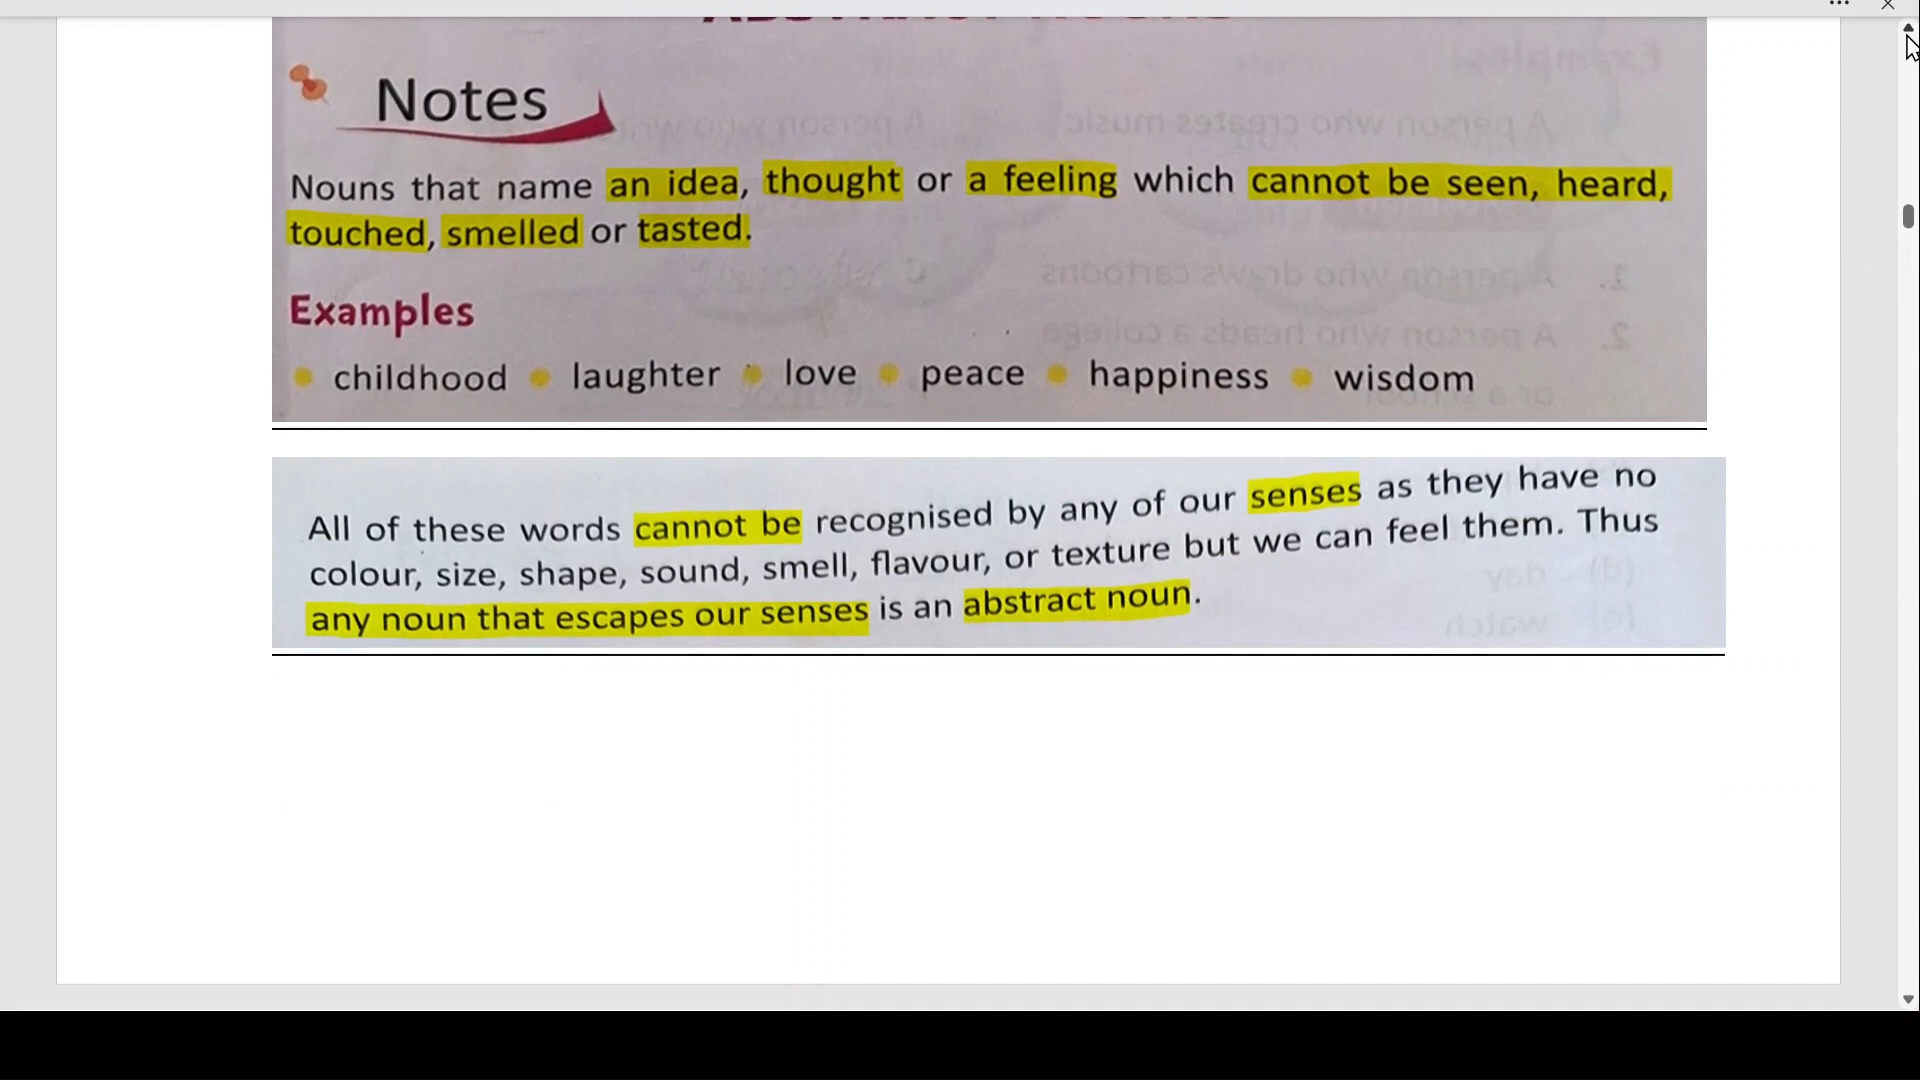 Notes
Nouns that name an idea, thought or a feeling which cannot be seen, heard,
touched, smelled or tasted.
Examples
childhood laughter love peace happiness wisdom
All of these words cannot be recognised by any of our senses as they have no
colour, size, shape, sound, smell, flavour, or texture but we can feel them. Thus
any noun that escapes our senses is an abstract noun.